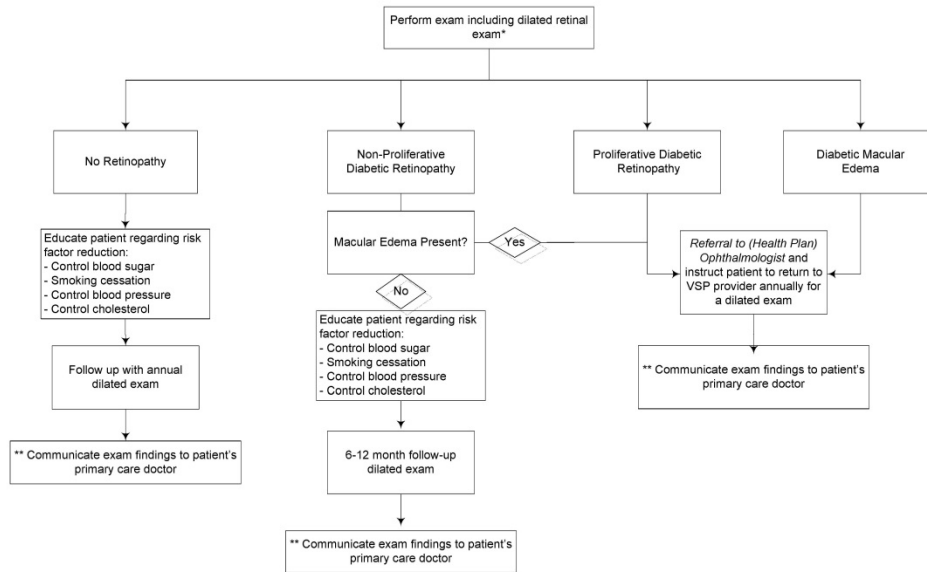 Perform exam including dilated retinal
exam*
No Retinopathy
Non-Proliferative
Diabetic Retinopathy
Proliferative Diabetic
Retinopathy
Diabetic Macular
Edema
Macular Edema Present?
Yes
No
Educate patient regarding risk
factor reduction:
- Control blood sugar
- Smoking cessation
- Control blood pressure
- Control cholesterol
Referral to (Health Plan)
Ophthalmologist and
instruct patient to return to
VSP provider annually for
a dilated exam
Educate patient regarding risk
factor reduction:
- Control blood sugar
- Smoking cessation
- Control blood pressure
- Control cholesterol
Follow up with annual
dilated exam
** Communicate exam findings to patient's
primary care doctor
** Communicate exam findings to patient's
primary care doctor
6-12 month follow-up
dilated exam
** Communicate exam findings to patient's
primary care doctor